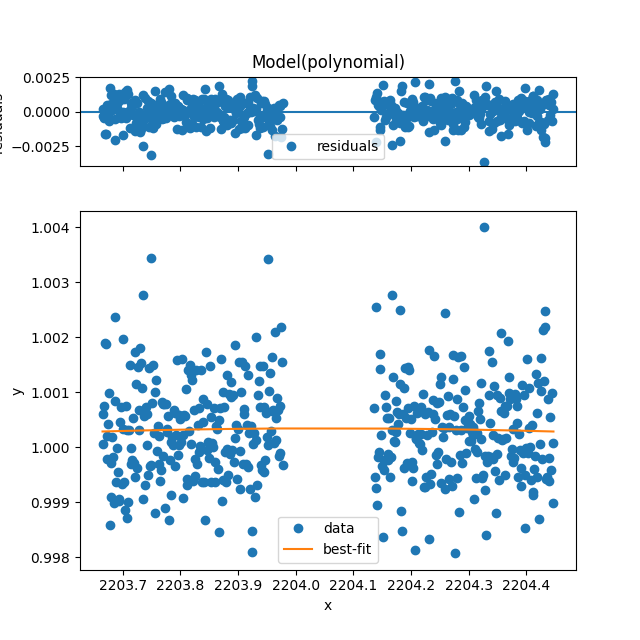 Model(polynomial)
0.0025
0.0000
−0.0025
residuals
residuals
1.004
1.003
1.002
1.001
1.000
0.999
0.998
y
data
best-fit
2203.7 2203.8 2203.9 2204.0 2204.1 2204.2 2204.3 2204.4
x